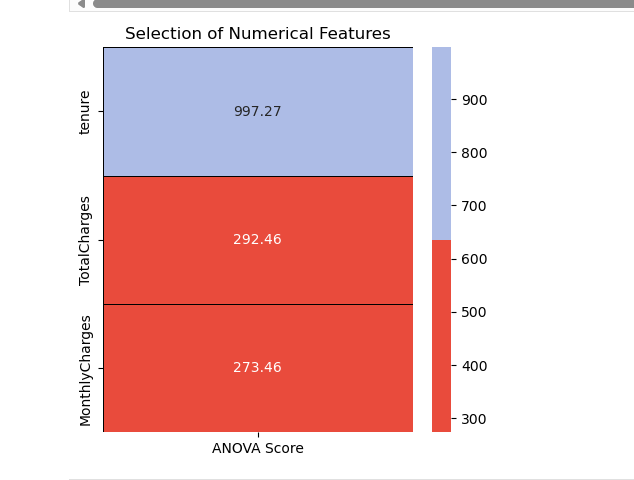 Selection of Numerical Features
tenure
997.27
TotalCharges
292.46
MonthlyCharges
273.46
ANOVA Score
900
800
700
600
500
400
300